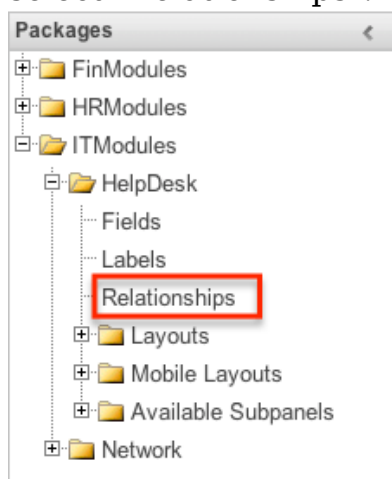 Packages
FinModules
HRModules
ITModules
HelpDesk
Fields
Labels
Relationships
Layouts
Mobile Layouts
Available Subpanels
Network